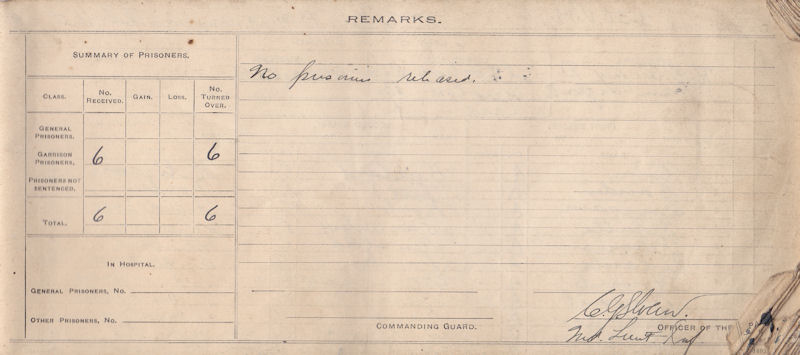 REMARKS.
SUMMARY OF PRISONERS.
CLASS. No. RECEIVED. GAIN. LOSS. No. TURNED OVER.
GENERAL PRISONERS.
GARRISON PRISONERS. 6 6
PRISONERS NOT SENTENCED.
TOTAL. 6 6
IN HOSPITAL.
GENERAL PRISONERS, No.
OTHER PRISONERS, No.
No prisoners released.
COMMANDING GUARD.
OFFICER OF THE
Lieut